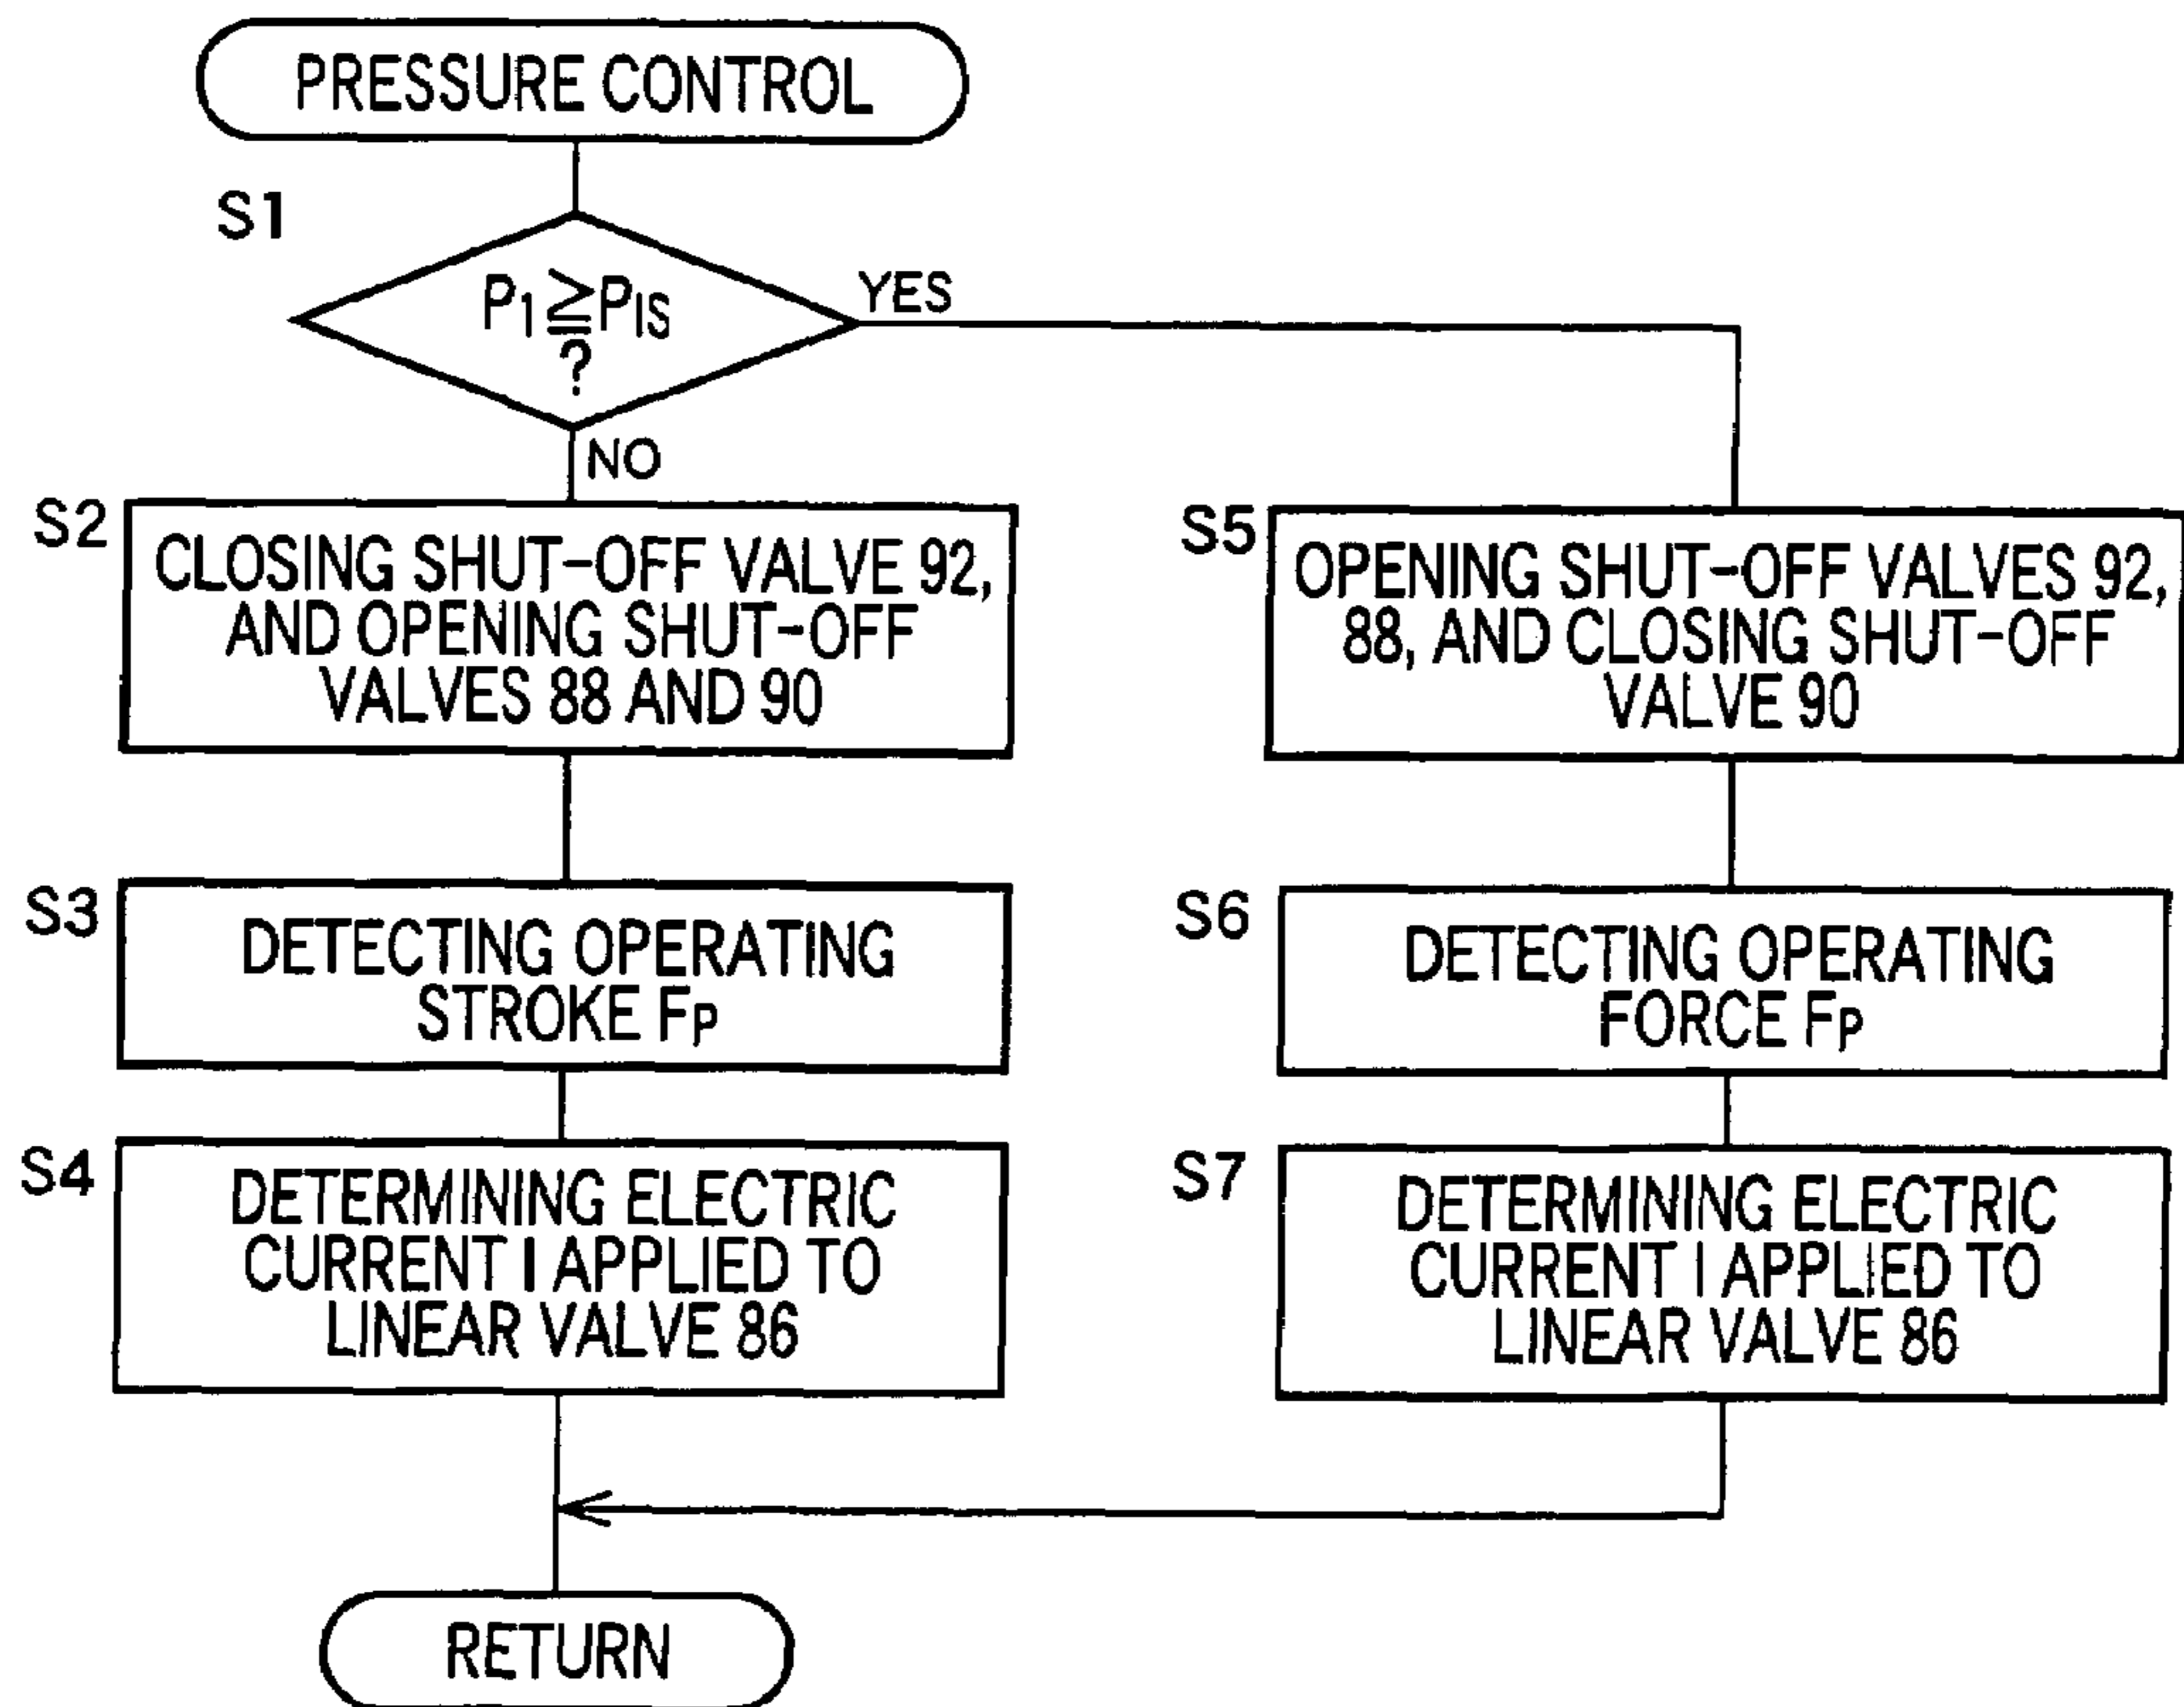 PRESSURE CONTROL
S1
P1≧PIS
?
YES
NO
S2
CLOSING SHUT-OFF VALVE 92,
AND OPENING SHUT-OFF
VALVES 88 AND 90
S3
DETECTING OPERATING
STROKE FP
S4
DETERMINING ELECTRIC
CURRENT I APPLIED TO
LINEAR VALVE 86
S5
OPENING SHUT-OFF VALVES 92,
88, AND CLOSING SHUT-OFF
VALVE 90
S6
DETECTING OPERATING
FORCE FP
S7
DETERMINING ELECTRIC
CURRENT I APPLIED TO
LINEAR VALVE 86
RETURN